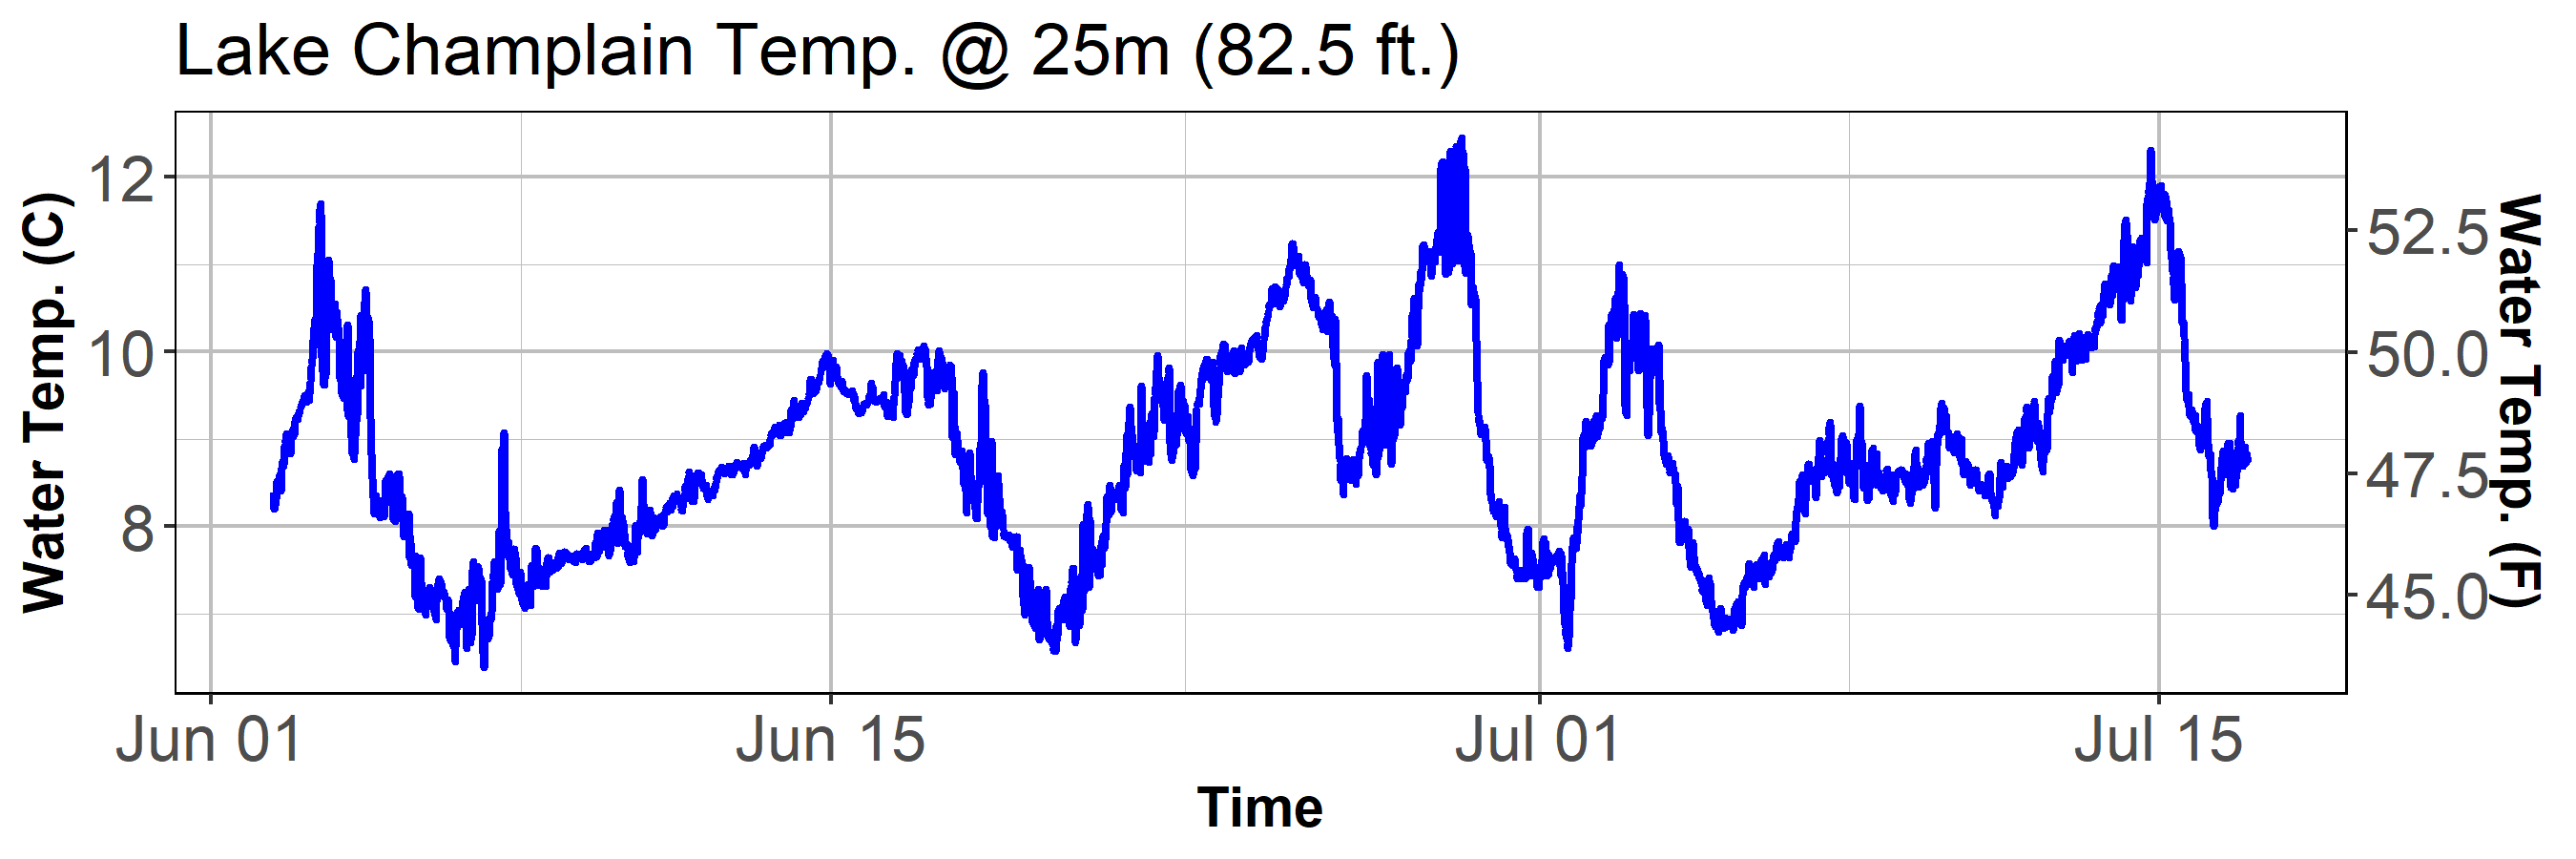 Lake Champlain Temp. @ 25m (82.5 ft.)
Water Temp. (C)
12
10
8
52.5
50.0
47.5
45.0
Water Temp. (F)
Jun 01 Jun 15 Jul 01 Jul 15
Time